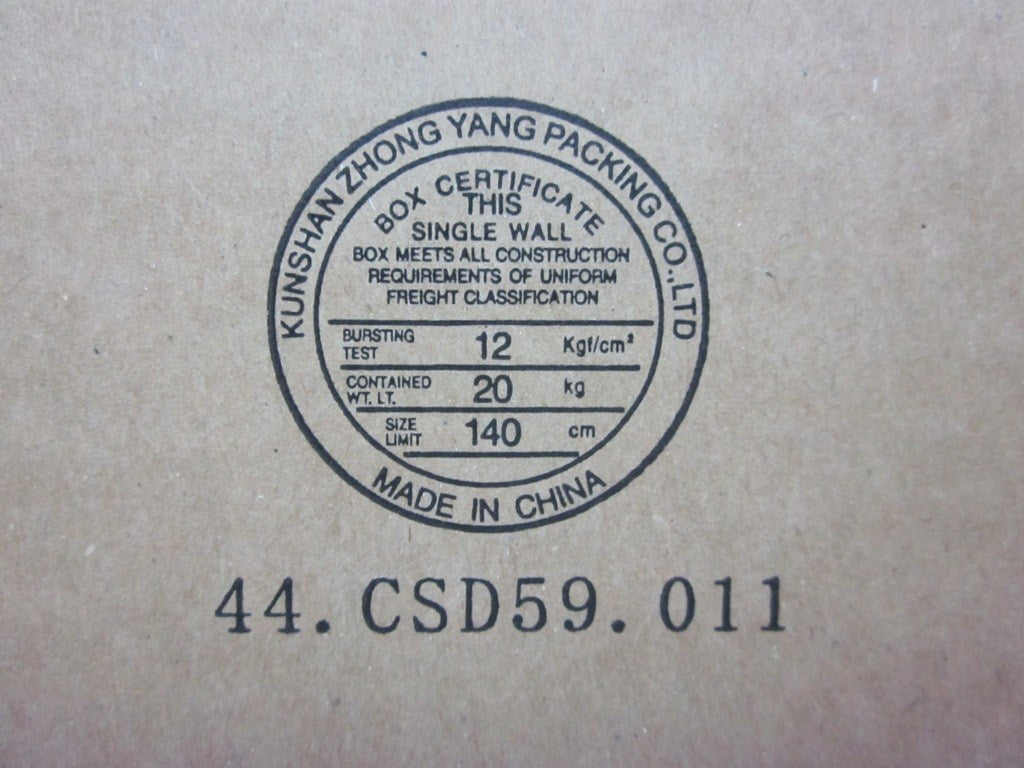 KUNSHAN ZHONG YANG PACKING CO.,LTD
BOX CERTIFICATE
THIS
SINGLE WALL
BOX MEETS ALL CONSTRUCTION
REQUIREMENTS OF UNIFORM
FREIGHT CLASSIFICATION
BURSTING TEST 12 Kgf/cm²
CONTAINED WT. LT. 20 kg
SIZE LIMIT 140 cm
MADE IN CHINA
44.CSD59.011